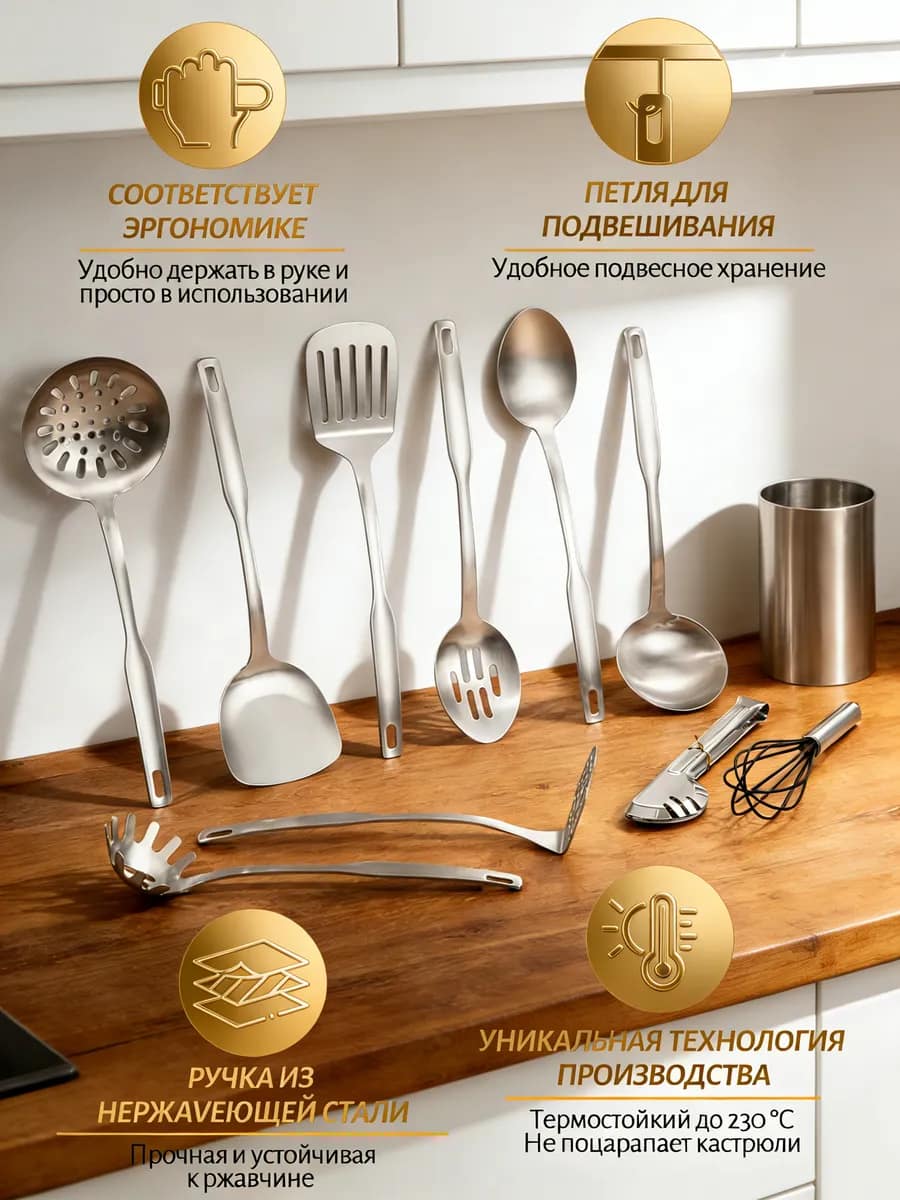 СООТВЕТСТВУЕТ
ЭРГОНОМИКЕ
Удобно держать в руке и
просто в использовании
ПЕТЛЯ ДЛЯ
ПОДВЕШИВАНИЯ
Удобное подвесное хранение
РУЧКА ИЗ
НЕРЖАVЕЮЩЕЙ СТАЛИ
Прочная и устойчивая
к ржавчине
УНИКАЛЬНАЯ ТЕХНОЛОГИЯ
ПРОИЗВОДСТВА
Термостойкий до 230 °C
Не поцарапает кастрюли